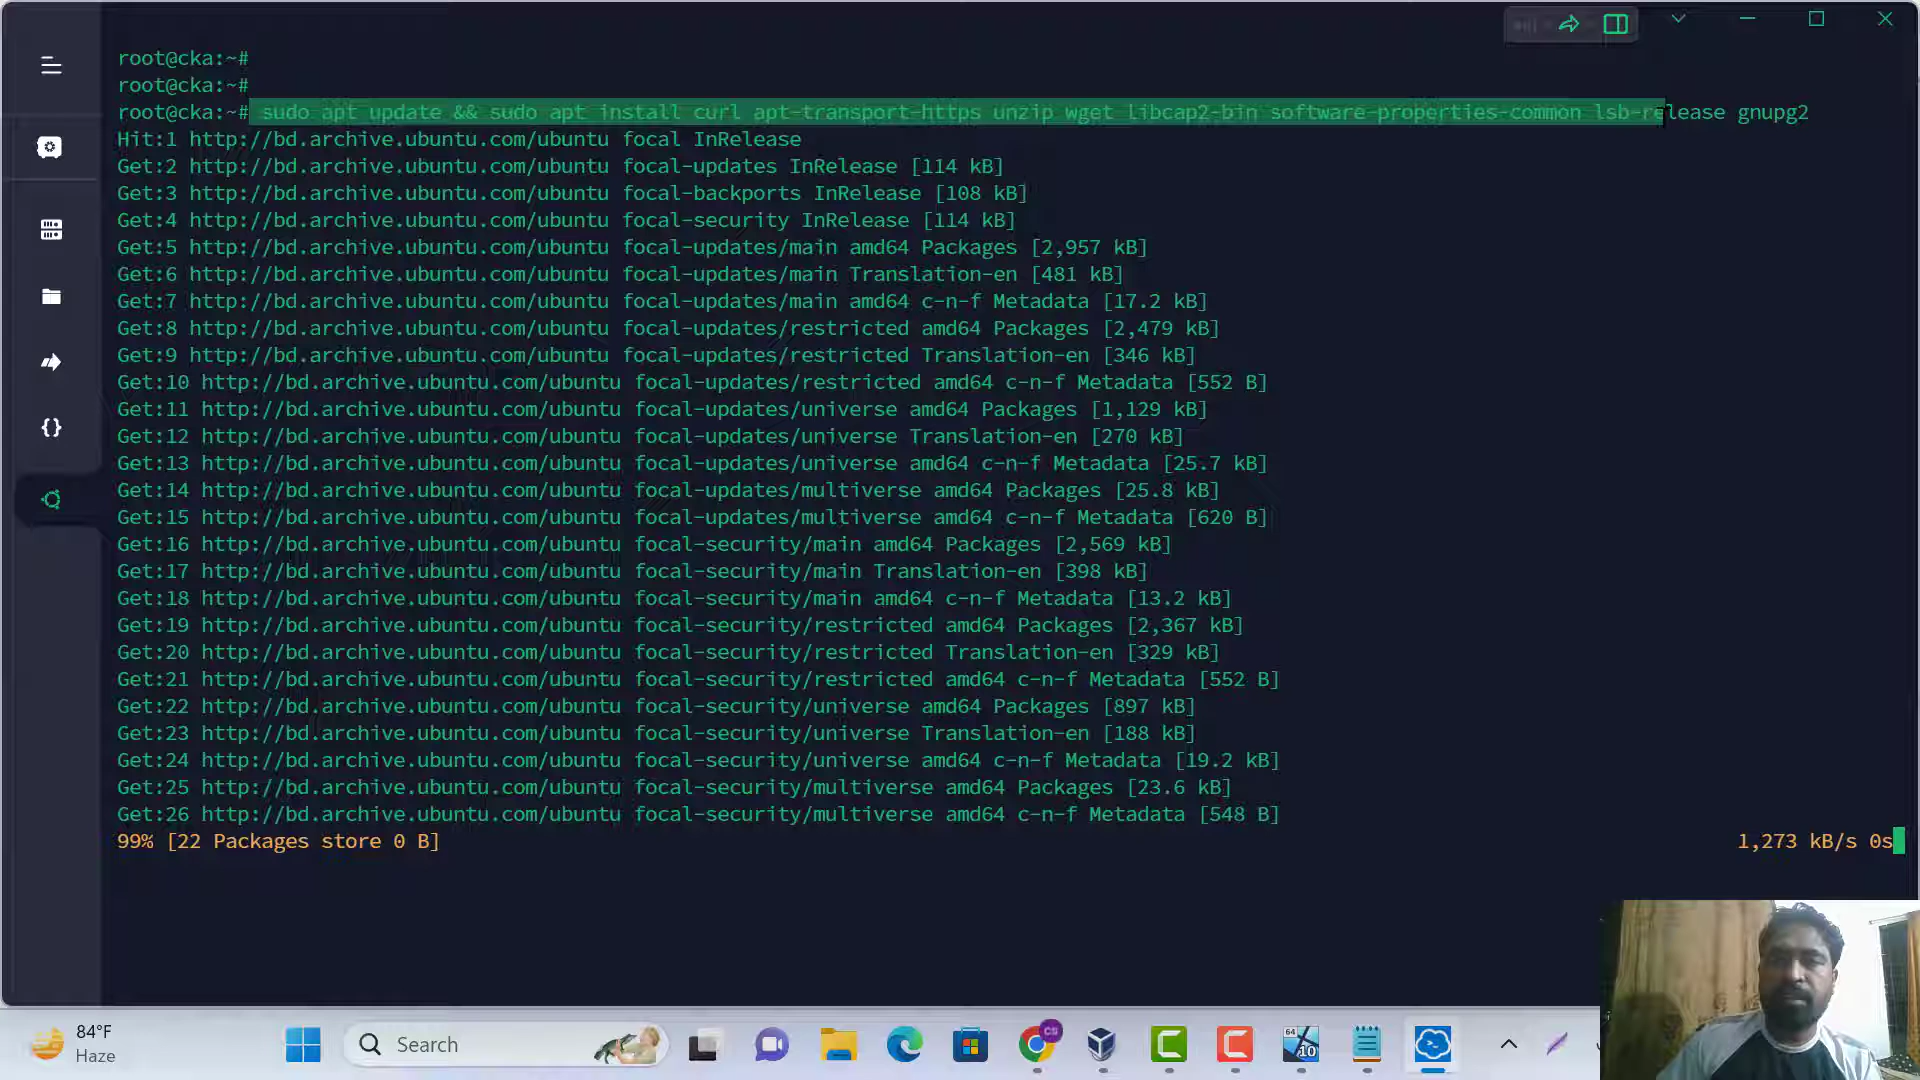 root@cka:~#
root@cka:~#
root@cka:~# sudo apt update && sudo apt install curl apt-transport-https unzip wget libcap2-bin software-properties-common lsb-release gnupg2
Hit:1 http://bd.archive.ubuntu.com/ubuntu focal InRelease
Get:2 http://bd.archive.ubuntu.com/ubuntu focal-updates InRelease [114 kB]
Get:3 http://bd.archive.ubuntu.com/ubuntu focal-backports InRelease [108 kB]
Get:4 http://bd.archive.ubuntu.com/ubuntu focal-security InRelease [114 kB]
Get:5 http://bd.archive.ubuntu.com/ubuntu focal-updates/main amd64 Packages [2,957 kB]
Get:6 http://bd.archive.ubuntu.com/ubuntu focal-updates/main Translation-en [481 kB]
Get:7 http://bd.archive.ubuntu.com/ubuntu focal-updates/main amd64 c-n-f Metadata [17.2 kB]
Get:8 http://bd.archive.ubuntu.com/ubuntu focal-updates/restricted amd64 Packages [2,479 kB]
Get:9 http://bd.archive.ubuntu.com/ubuntu focal-updates/restricted Translation-en [346 kB]
Get:10 http://bd.archive.ubuntu.com/ubuntu focal-updates/restricted amd64 c-n-f Metadata [552 B]
Get:11 http://bd.archive.ubuntu.com/ubuntu focal-updates/universe amd64 Packages [1,129 kB]
Get:12 http://bd.archive.ubuntu.com/ubuntu focal-updates/universe Translation-en [270 kB]
Get:13 http://bd.archive.ubuntu.com/ubuntu focal-updates/universe amd64 c-n-f Metadata [25.7 kB]
Get:14 http://bd.archive.ubuntu.com/ubuntu focal-updates/multiverse amd64 Packages [25.8 kB]
Get:15 http://bd.archive.ubuntu.com/ubuntu focal-updates/multiverse amd64 c-n-f Metadata [620 B]
Get:16 http://bd.archive.ubuntu.com/ubuntu focal-security/main amd64 Packages [2,569 kB]
Get:17 http://bd.archive.ubuntu.com/ubuntu focal-security/main Translation-en [398 kB]
Get:18 http://bd.archive.ubuntu.com/ubuntu focal-security/main amd64 c-n-f Metadata [13.2 kB]
Get:19 http://bd.archive.ubuntu.com/ubuntu focal-security/restricted amd64 Packages [2,367 kB]
Get:20 http://bd.archive.ubuntu.com/ubuntu focal-security/restricted Translation-en [329 kB]
Get:21 http://bd.archive.ubuntu.com/ubuntu focal-security/restricted amd64 c-n-f Metadata [552 B]
Get:22 http://bd.archive.ubuntu.com/ubuntu focal-security/universe amd64 Packages [897 kB]
Get:23 http://bd.archive.ubuntu.com/ubuntu focal-security/universe Translation-en [188 kB]
Get:24 http://bd.archive.ubuntu.com/ubuntu focal-security/universe amd64 c-n-f Metadata [19.2 kB]
Get:25 http://bd.archive.ubuntu.com/ubuntu focal-security/multiverse amd64 Packages [23.6 kB]
Get:26 http://bd.archive.ubuntu.com/ubuntu focal-security/multiverse amd64 c-n-f Metadata [548 B]
99% [22 Packages store 0 B] 1,273 kB/s 0s
84°F
Haze
Search
CS
64
10